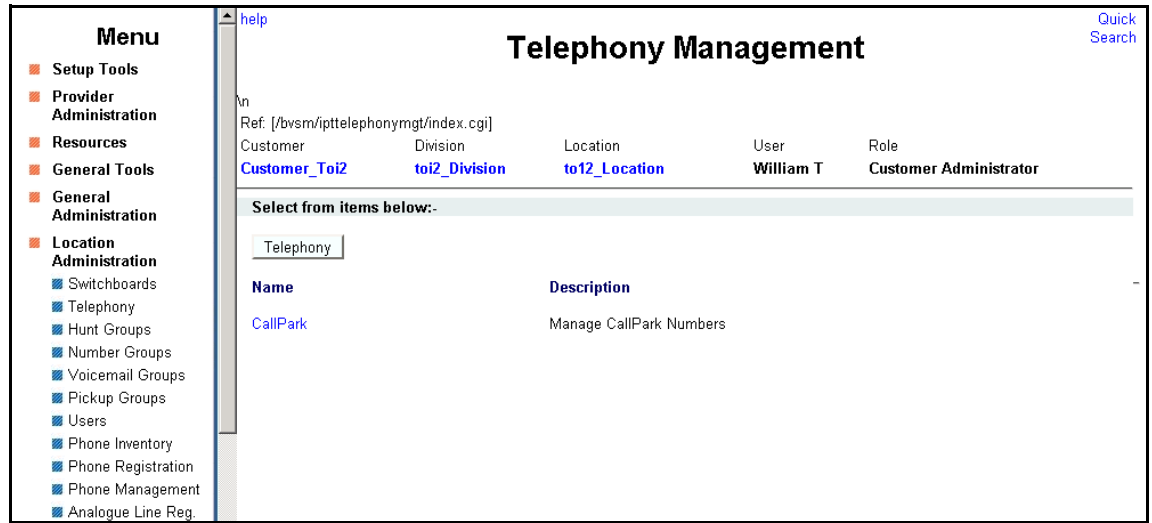 Menu
Setup Tools
Provider
Administration
Resources
General Tools
General
Administration
Location
Administration
Switchboards
Telephony
Hunt Groups
Number Groups
Voicemail Groups
Pickup Groups
Users
Phone Inventory
Phone Registration
Phone Management
Analogue Line Reg.
help
Quick
Search
Telephony Management
\n
Ref: [/bvsm/ipttelephonymgt/index.cgi]
Customer Division Location User Role
Customer_Toi2 toi2_Division to12_Location William T Customer Administrator
Select from items below:-
Telephony
Name Description -
CallPark Manage CallPark Numbers